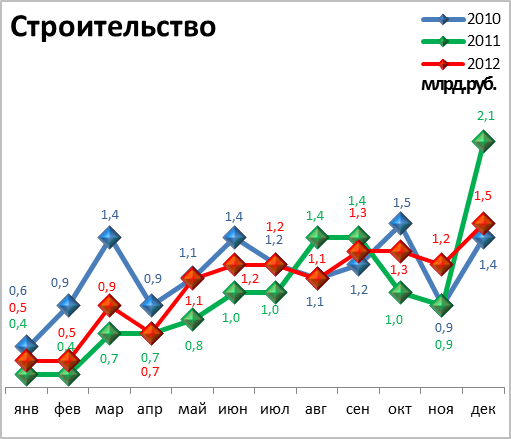 Строительство
2010
2011
2012
млрд.руб.
2,1
1,4 1,4 1,2 1,4 1,4 1,5 1,5
1,2 1,3
0,6 0,9 0,9 1,1 1,1 1,2
0,5 0,9 1,2 1,3 1,4
0,4 1,1 1,1 1,2
0,5 1,0 1,0 1,0
0,4 0,7 0,7 0,8 0,9
0,7 0,9
янв фев мар апр май июн июл авг сен окт ноя дек